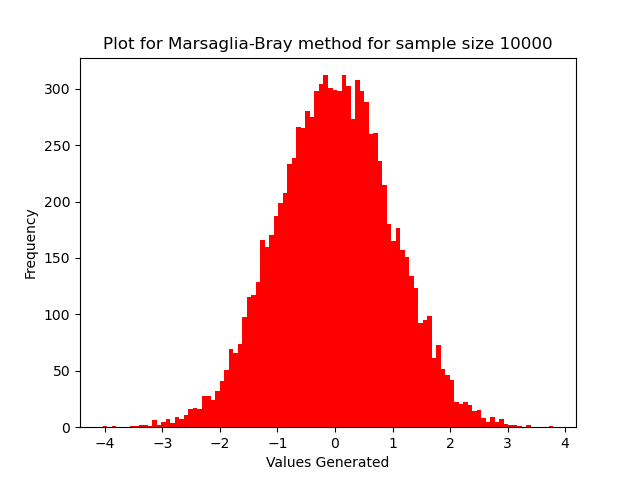 Plot for Marsaglia-Bray method for sample size 10000
300
250
200
150
100
50
0
Frequency
−4 −3 −2 −1 0 1 2 3 4
Values Generated